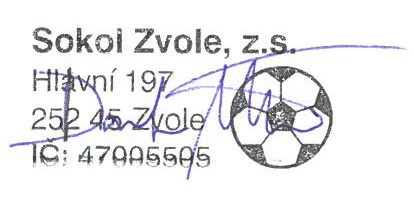 Sokol Zvole, z.s.
Hlavní 197
252 45 Zvole
IČ: 47005505